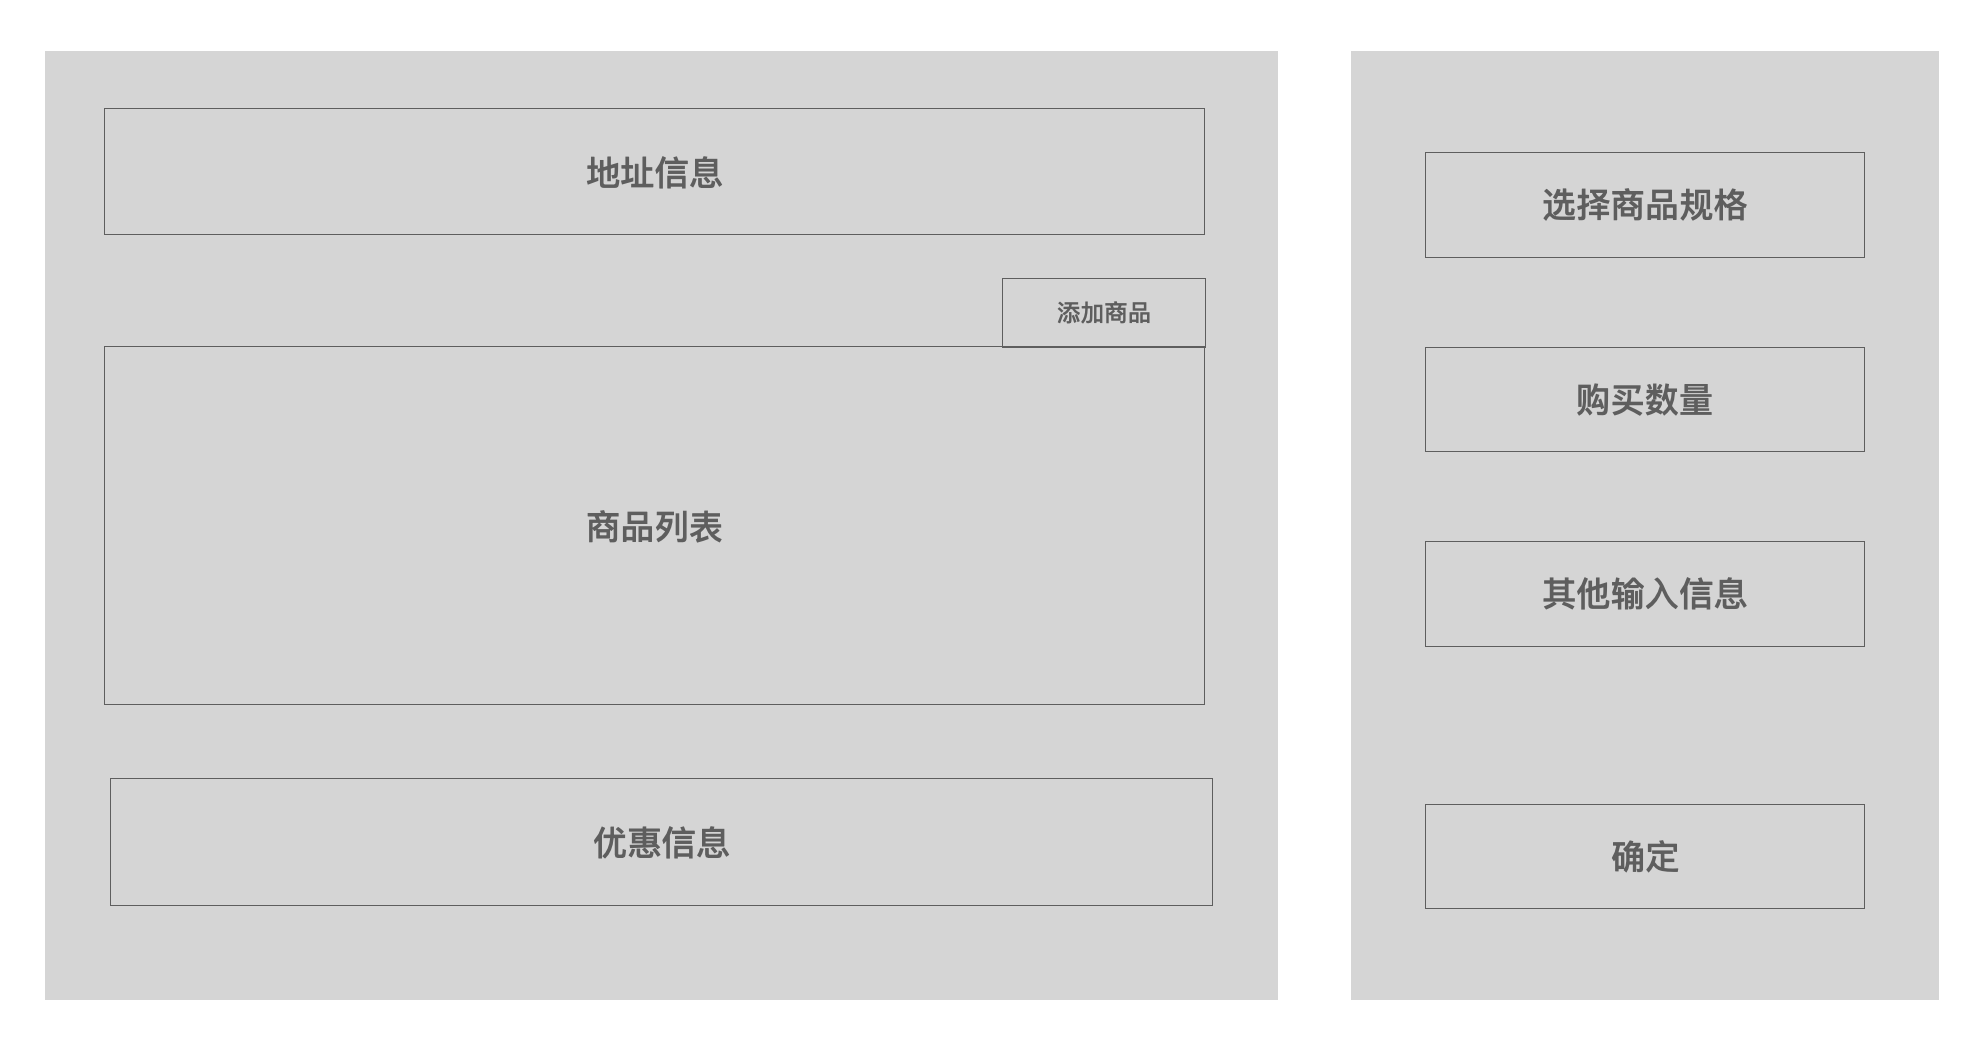 地址信息
添加商品
商品列表
优惠信息
选择商品规格
购买数量
其他输入信息
确定